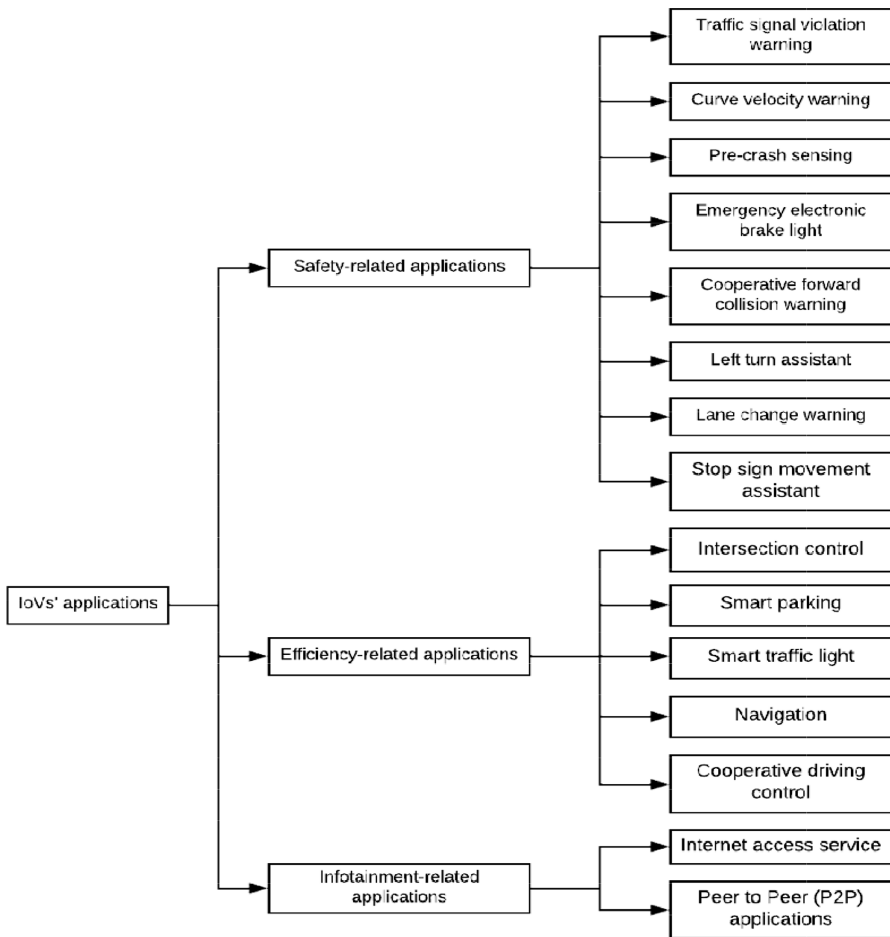 Traffic signal violation
warning
Curve velocity warning
Pre-crash sensing
Emergency electronic
brake light
Safety-related applications
Cooperative forward
collision warning
Left turn assistant
Lane change warning
Stop sign movement
assistant
Intersection control
IoVs' applications
Smart parking
Efficiency-related applications
Smart traffic light
Navigation
Cooperative driving
control
Internet access service
Infotainment-related
applications
Peer to Peer (P2P)
applications